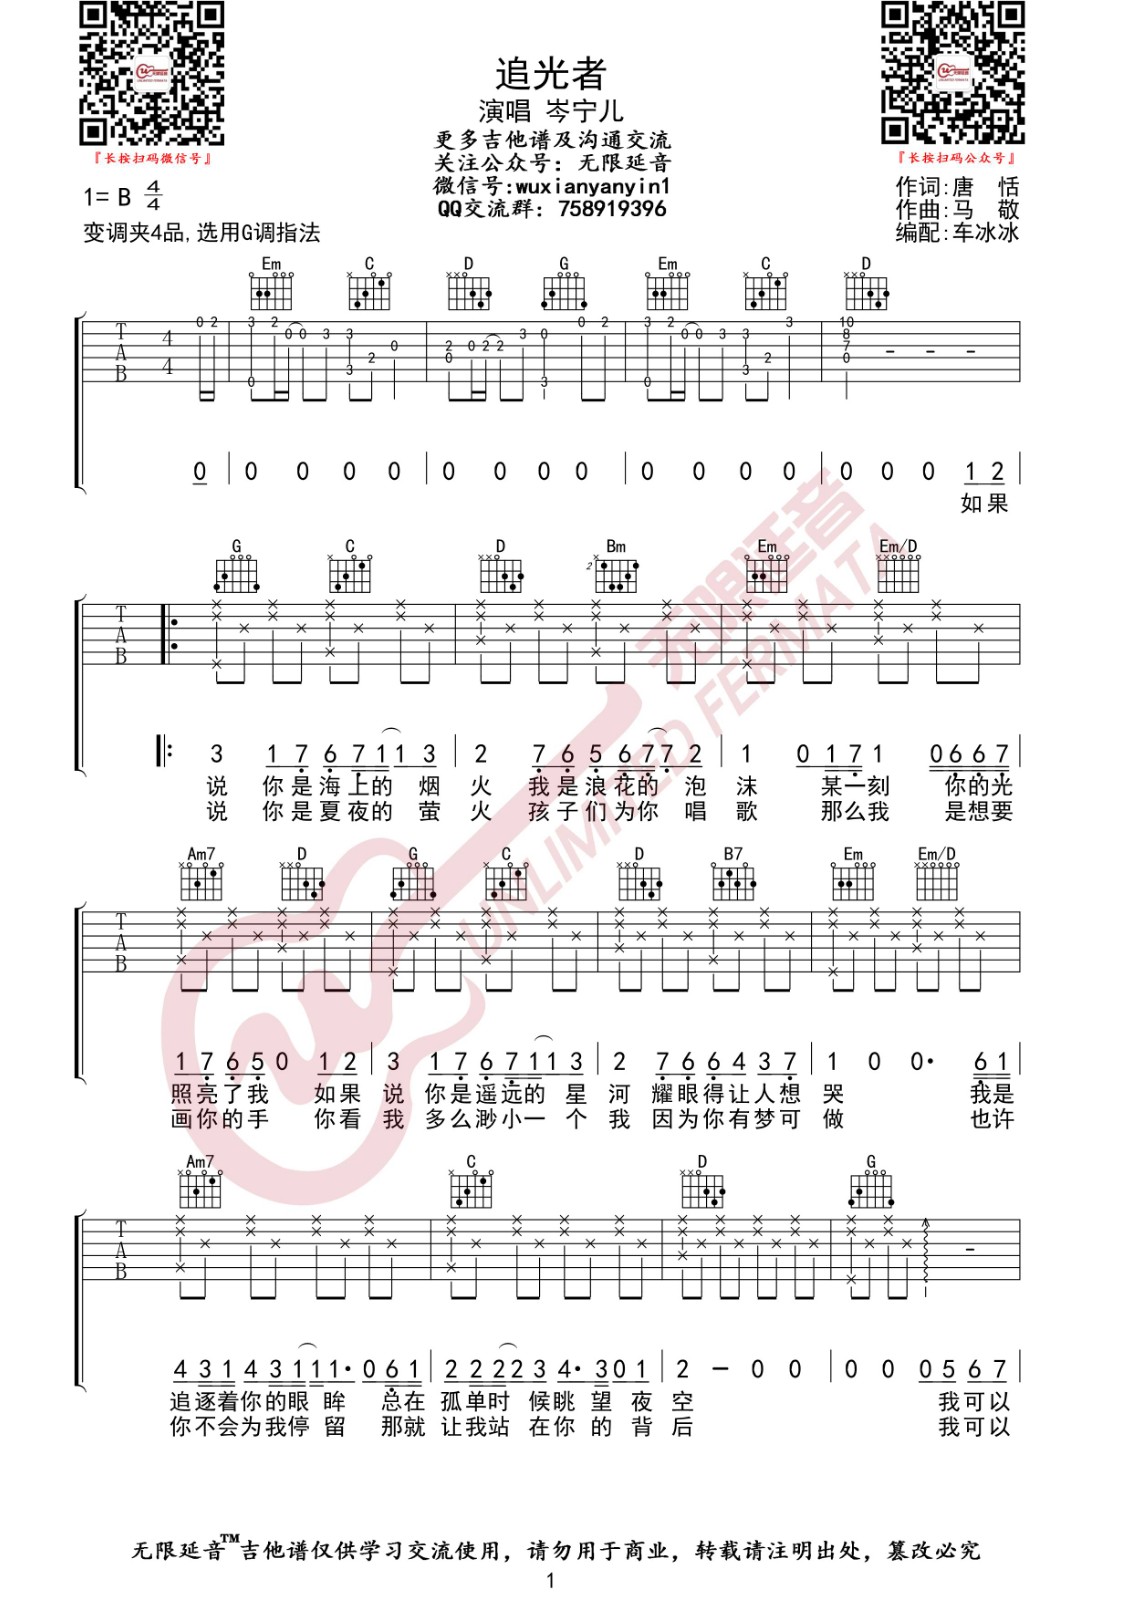 追光者
演唱 岑宁儿
更多吉他谱及沟通交流
关注公众号：无限延音
微信号:wuxianyanyin1
QQ交流群：758919396
『长按扫码微信号』
『长按扫码公众号』
1= B 4/4
变调夹4品,选用G调指法
作词:唐 恬
作曲:马 敬
编配:车冰冰
Em C D G Em C D
0 0 0 0 0 0 0 0 0 0 0 0 0 0 0 0 1 2
如果
G C D Bm Em Em/D
3 1 7 6 7 1 1 3 2 7 6 5 6 7 7 2 1 0 1 7 1 0 6 6 7
说 你是海上的 烟 火 我是浪花的 泡 沫 某一刻 你的光
说 你是夏夜的 萤 火 孩子们为你 唱 歌 那么我 是想要
Am7 D G C D B7 Em Em/D
1 7 6 5 0 1 2 3 1 7 6 7 1 1 3 2 7 6 6 4 3 7 1 0 0· 6 1
照亮了我 如果 说 你是遥远的 星 河 耀眼得让人想 哭 我是
画你的手 你看 我 多么渺小一 个 我 因为你有梦可 做 也许
Am7 C D G
4 3 1 4 3 1 1 1· 0 6 1 2 2 2 2 3 4· 3 0 1 2 — 0 0 0 0 0 5 6 7
追逐着你的眼 眸 总在 孤单时 候眺 望 夜 空 我可以
你不会为我停 留 那就 让我站 在你 的 背 后 我可以
UNLIMITED FERMATA
无限延音
无限延音™吉他谱仅供学习交流使用，请勿用于商业，转载请注明出处，篡改必究
1